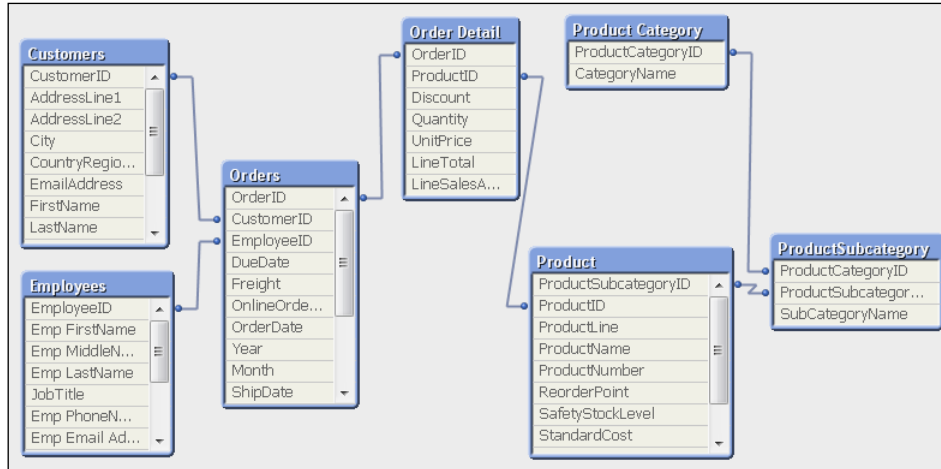 Customers
CustomerID
AddressLine1
AddressLine2
City
CountryRegio...
EmailAddress
FirstName
LastName
Employees
EmployeeID
Emp FirstName
Emp MiddleN...
Emp LastName
JobTitle
Emp PhoneN...
Emp Email Ad...
Orders
OrderID
CustomerID
EmployeeID
DueDate
Freight
OnlineOrde...
OrderDate
Year
Month
ShipDate
Order Detail
OrderID
ProductID
Discount
Quantity
UnitPrice
LineTotal
LineSalesA...
Product Category
ProductCategoryID
CategoryName
Product
ProductSubcategoryID
ProductID
ProductLine
ProductName
ProductNumber
ReorderPoint
SafetyStockLevel
StandardCost
ProductSubcategory
ProductCategoryID
ProductSubcategor...
SubCategoryName